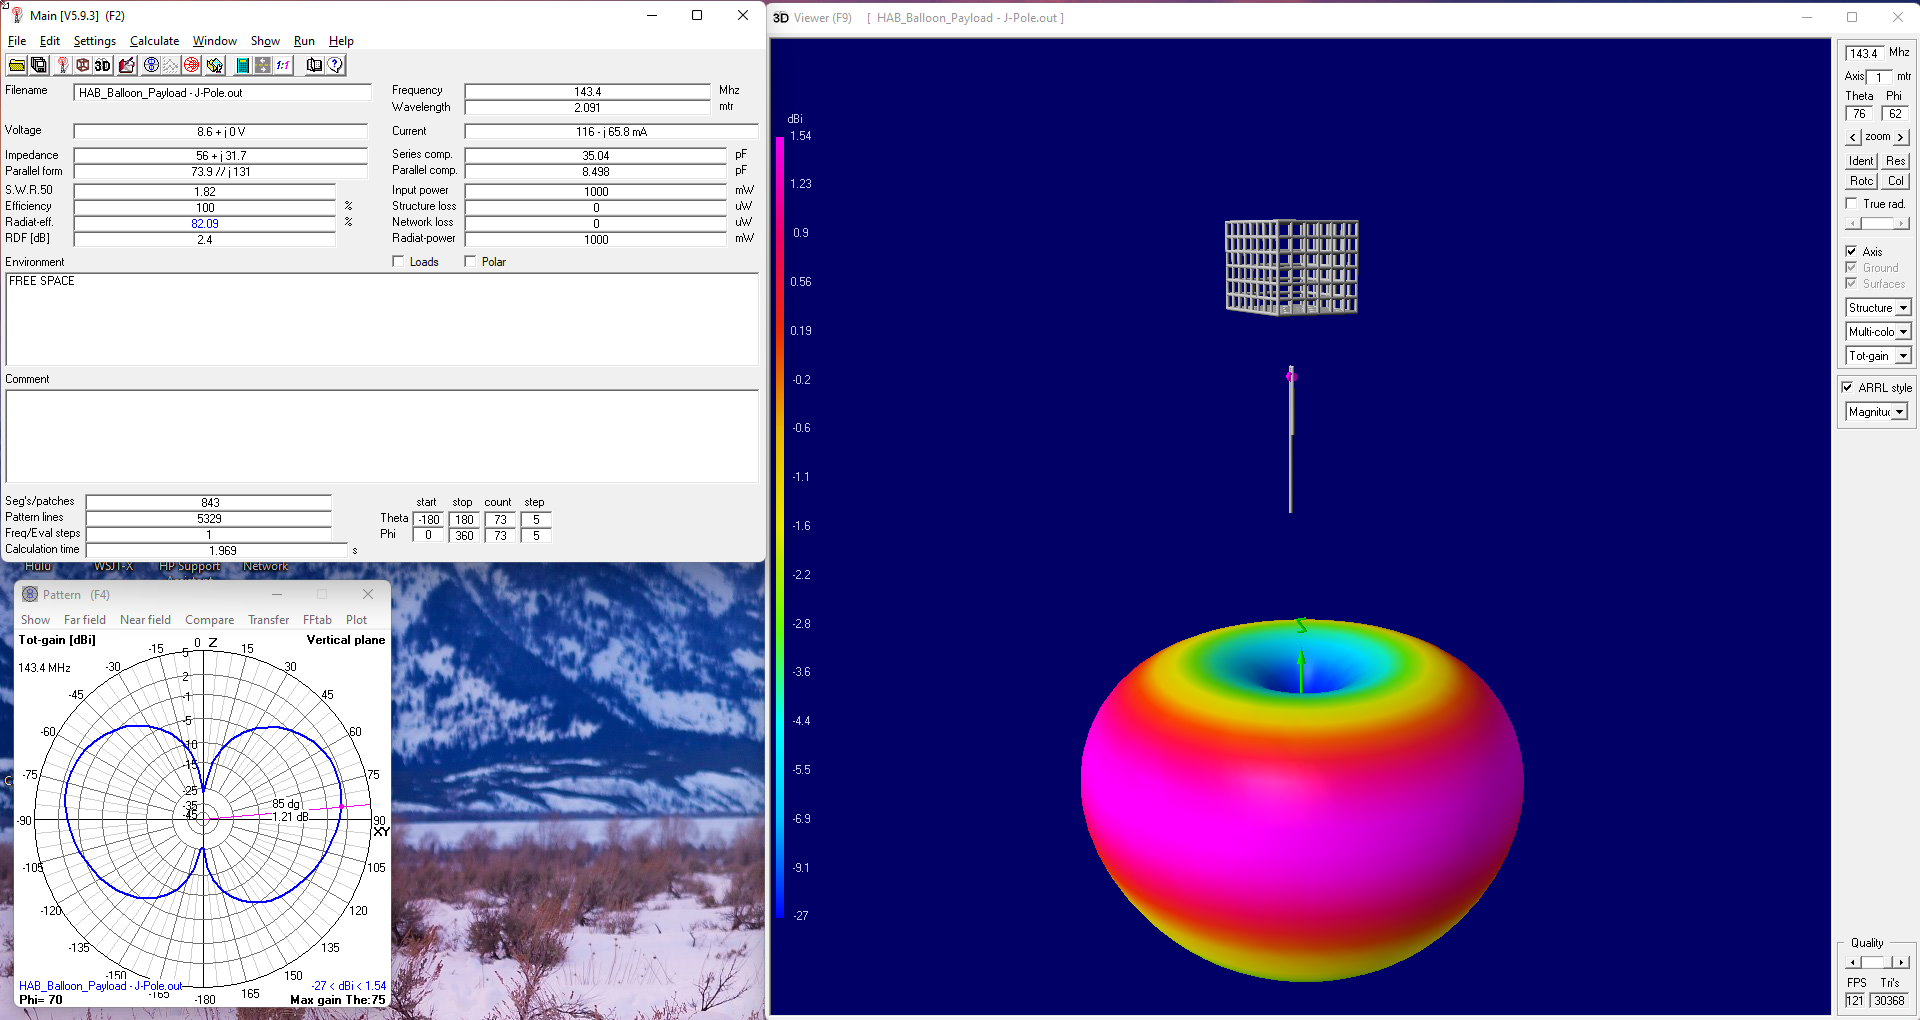 Main [V5.9.3] (F2)
File Edit Settings Calculate Window Show Run Help
3D 1:1
Filename HAB_Balloon_Payload - J-Pole.out
Frequency 143.4 Mhz
Wavelength 2.091 mtr
Voltage 8.6 + j 0 V
Current 116 - j 65.8 mA
Impedance 56 + j 31.7
Series comp. 35.04 pF
Parallel form 73.9 // j 131
Parallel comp. 8.498 pF
S.W.R.50 1.82
Input power 1000 mW
Efficiency 100 %
Structure loss 0 uW
Radiat-eff. 82.09 %
Network loss 0 uW
RDF [dB] 2.4
Radiat-power 1000 mW
Environment
Loads Polar
FREE SPACE
Comment
Seg's/patches 843
Pattern lines 5329
Freq/Eval steps 1
Calculation time 1.969 s
start stop count step
Theta -180 180 73 5
Phi 0 360 73 5
Hulu WSJT-X HP Support Network
Pattern (F4)
Show Far field Near field Compare Transfer FFtab Plot
Tot-gain [dBi]
Vertical plane
143.4 MHz
0 Z
-15 15
-30 30
-45 45
-60 60
-75 75
-90 90
XY
-105 105
-120 120
-135 135
-150 150
-165 -180 165
5
2
-1
-5
-10
-15
-25
-35
-45
85 dg
1.21 dB
HAB_Balloon_Payload - J-Pole.out
-27 < dBi < 1.54
Phi= 70
Max gain The:75
3D Viewer (F9) [ HAB_Balloon_Payload - J-Pole.out ]
dBi
1.54
1.23
0.9
0.56
0.19
-0.2
-0.6
-1.1
-1.6
-2.2
-2.8
-3.6
-4.4
-5.5
-6.9
-9.1
-27
Z
143.4 Mhz
Axis 1 mtr
Theta Phi
76 62
< zoom >
Ident Res
Rotc Col
True rad.
Axis
Ground
Surfaces
Structure
Multi-colo
Tot-gain
ARRL style
Magnituc
Quality
FPS Tri's
121 30368